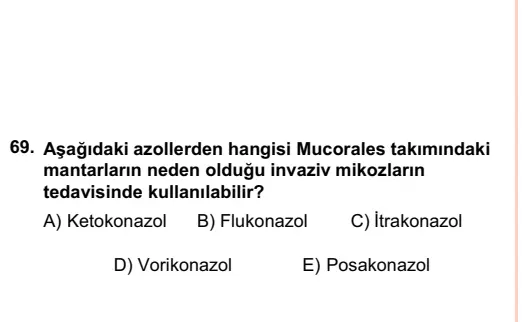 69. Aşağıdaki azollerden hangisi Mucorales takımındaki
mantarların neden olduğu invaziv mikozların
tedavisinde kullanılabilir?
A) Ketokonazol B) Flukonazol C) İtrakonazol
D) Vorikonazol E) Posakonazol